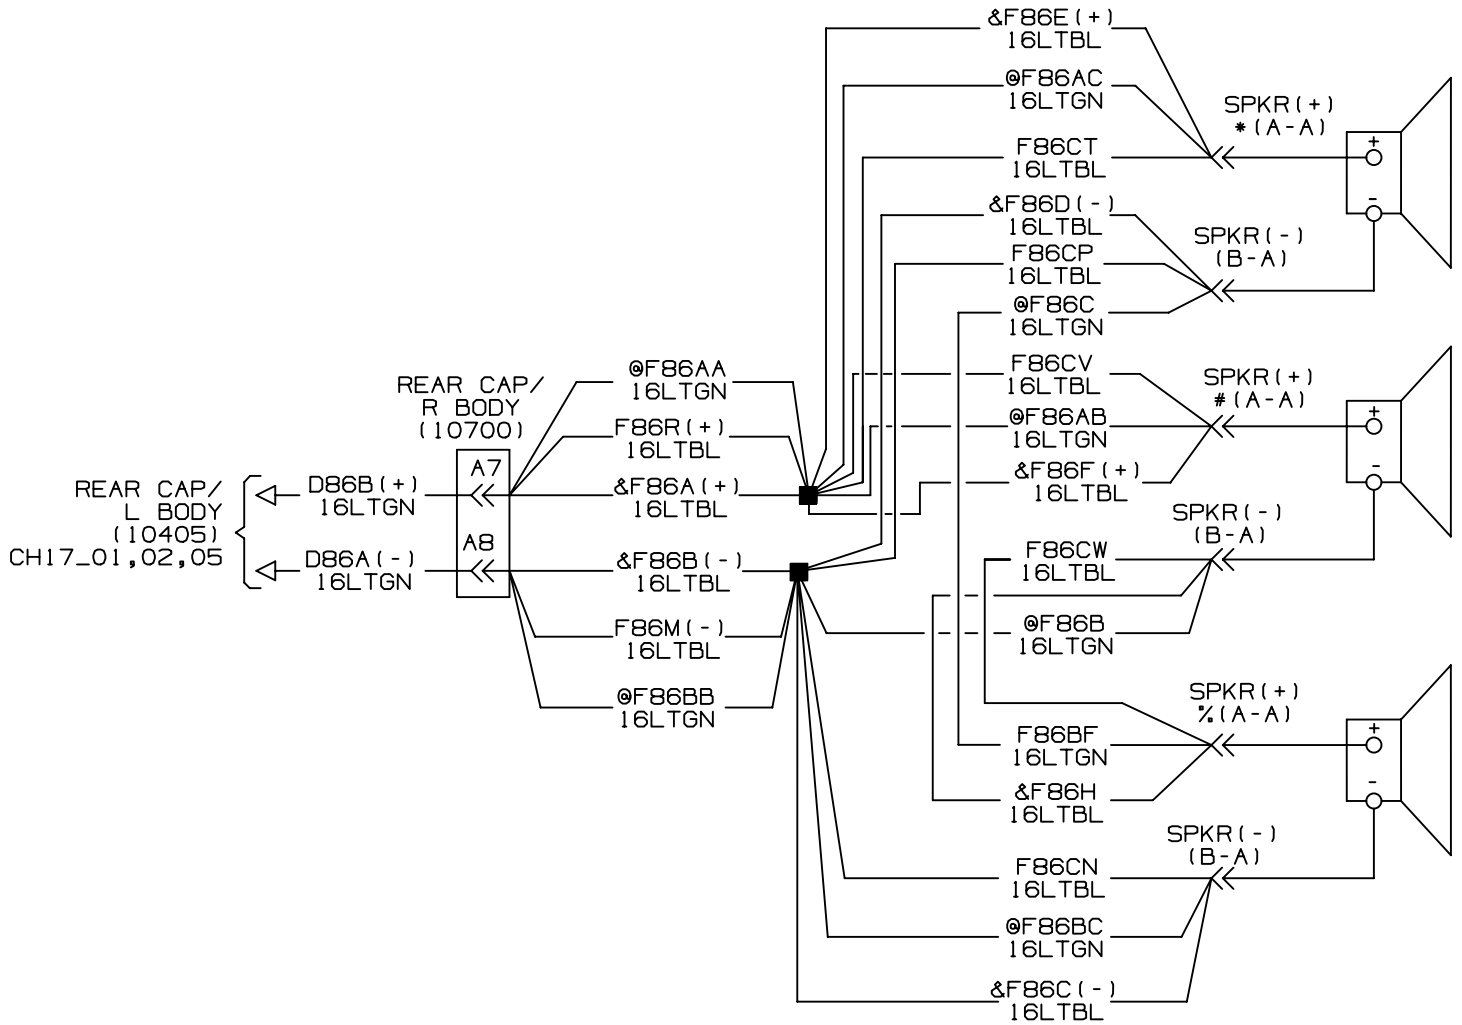 &F86E(+)
16LTBL
@F86AC
16LTGN
SPKR(+)
*(A-A)
F86CT
16LTBL
+
-
&F86D(-)
16LTBL
SPKR(-)
(B-A)
F86CP
16LTBL
@F86C
16LTGN
@F86AA
16LTGN
F86CV
16LTBL
SPKR(+)
#(A-A)
REAR CAP/
R BODY
(10700)
F86R(+)
16LTBL
@F86AB
16LTGN
+
-
A7
&F86F(+)
16LTBL
REAR CAP/
L BODY
(10405)
CH17_01,02,05
D86B(+)
16LTGN
&F86A(+)
16LTBL
SPKR(-)
(B-A)
A8
D86A(-)
16LTGN
&F86B(-)
16LTBL
F86CW
16LTBL
F86M(-)
16LTBL
@F86B
16LTGN
@F86BB
16LTGN
SPKR(+)
%(A-A)
F86BF
16LTGN
+
-
&F86H
16LTBL
SPKR(-)
(B-A)
F86CN
16LTBL
@F86BC
16LTGN
&F86C(-)
16LTBL